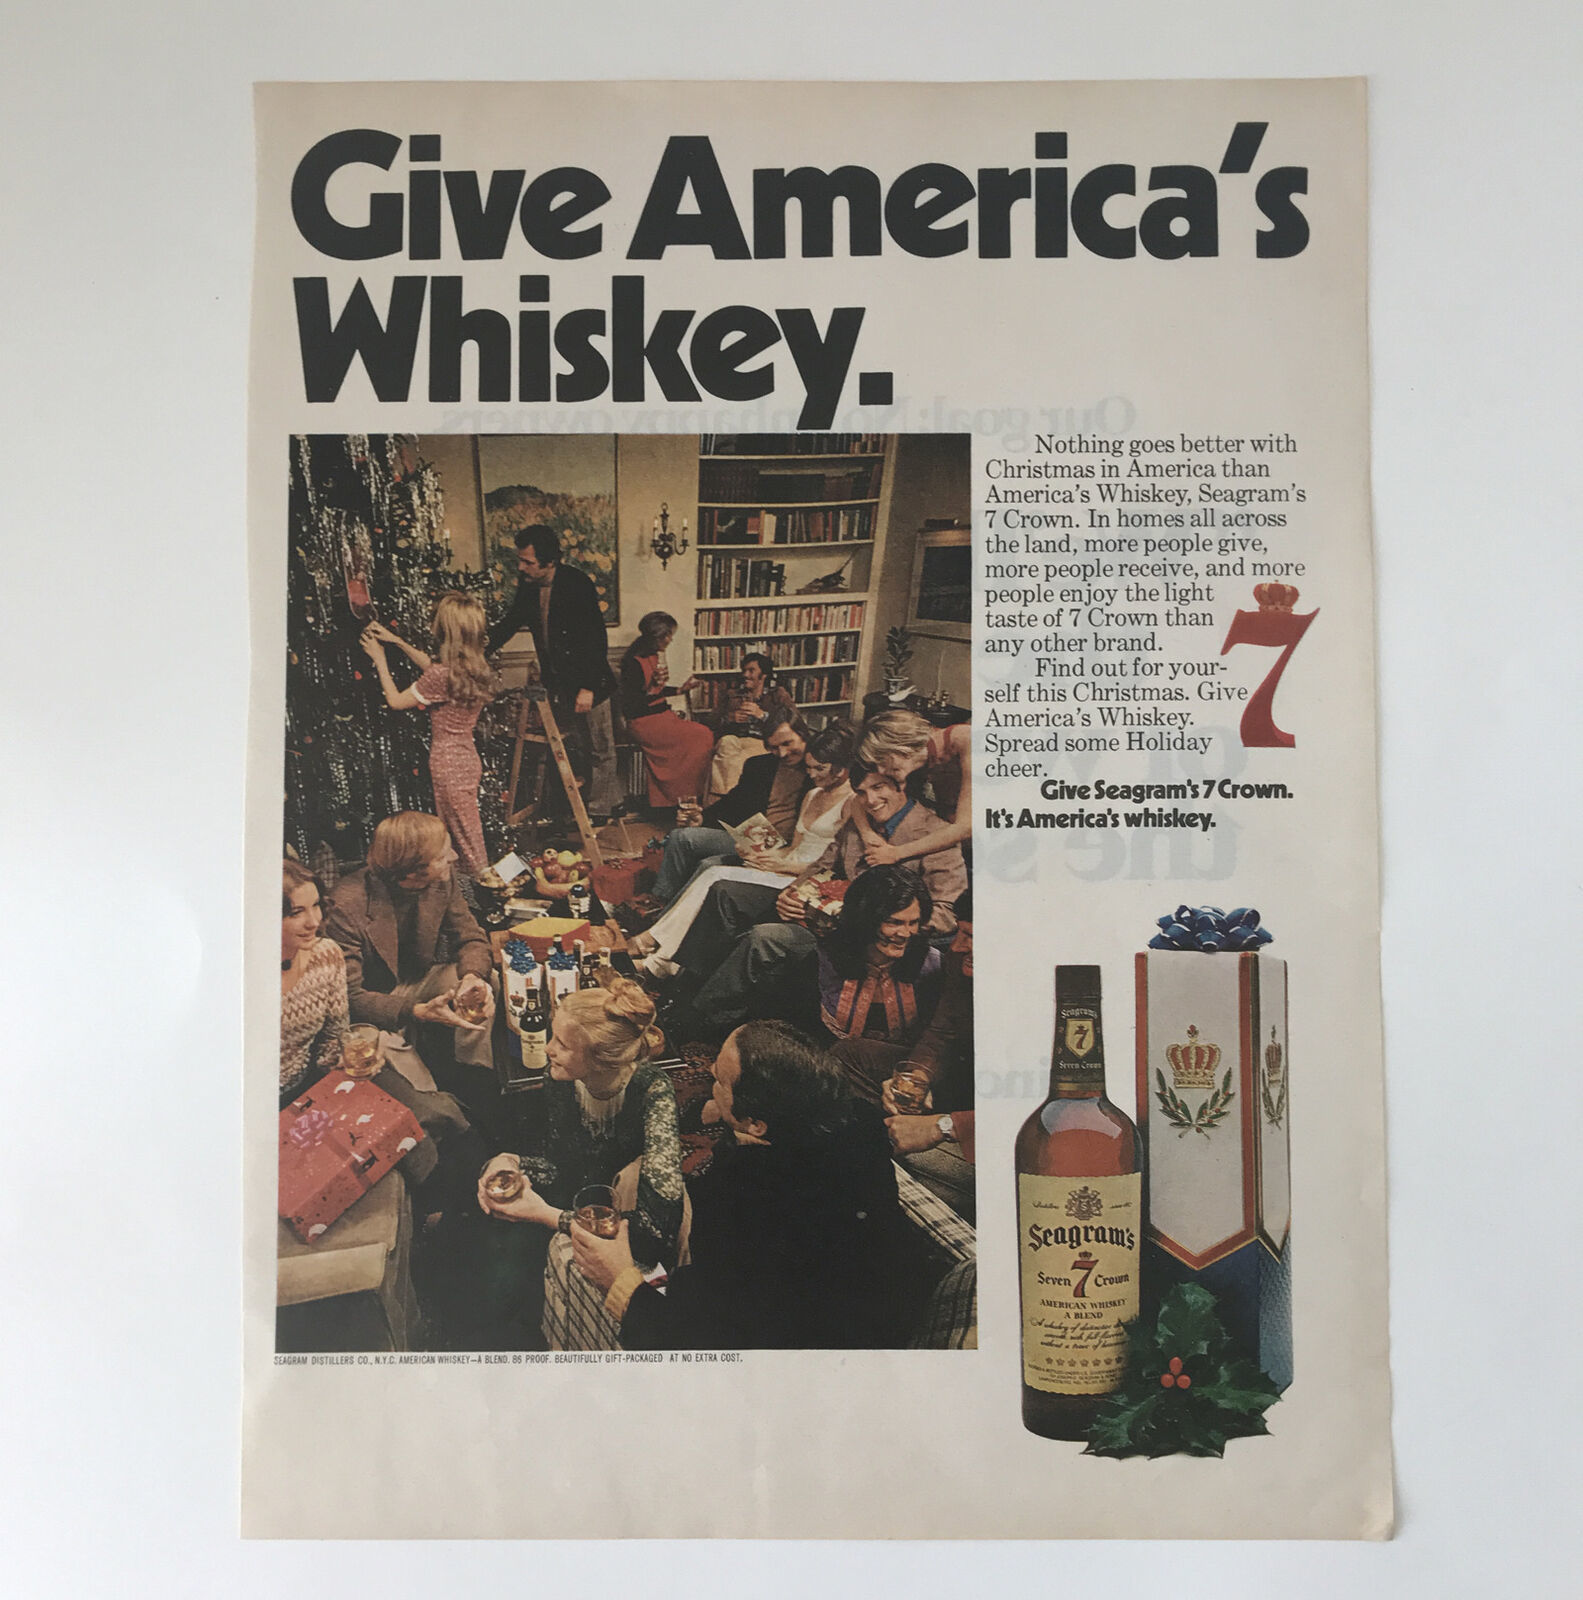 Give America's
Whiskey.
Nothing goes better with
Christmas in America than
America's Whiskey, Seagram's
7 Crown. In homes all across
the land, more people give,
more people receive, and more
people enjoy the light
taste of 7 Crown than
any other brand.
Find out for your-
self this Christmas. Give
America's Whiskey.
Spread some Holiday
cheer.
Give Seagram's 7 Crown.
It's America's whiskey.
7
Seagram's
7
Seven Crown
Seagram's
Seven 7 Crown
AMERICAN WHISKEY
A BLEND
SEAGRAM DISTILLERS CO., N.Y.C. AMERICAN WHISKEY—A BLEND. 86 PROOF. BEAUTIFULLY GIFT-PACKAGED AT NO EXTRA COST.